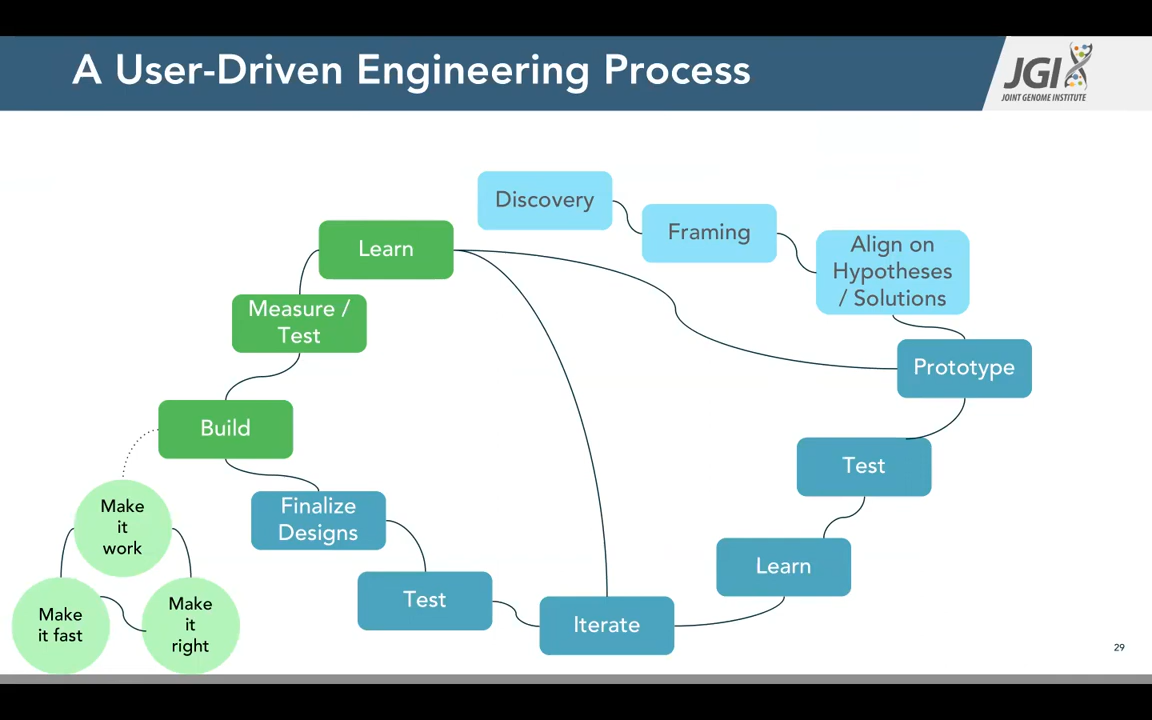 A User-Driven Engineering Process
JGI
JOINT GENOME INSTITUTE
Discovery
Framing
Align on
Hypotheses
/ Solutions
Prototype
Test
Learn
Iterate
Test
Finalize
Designs
Build
Measure /
Test
Learn
Make
it
work
Make
it right
Make
it fast
29